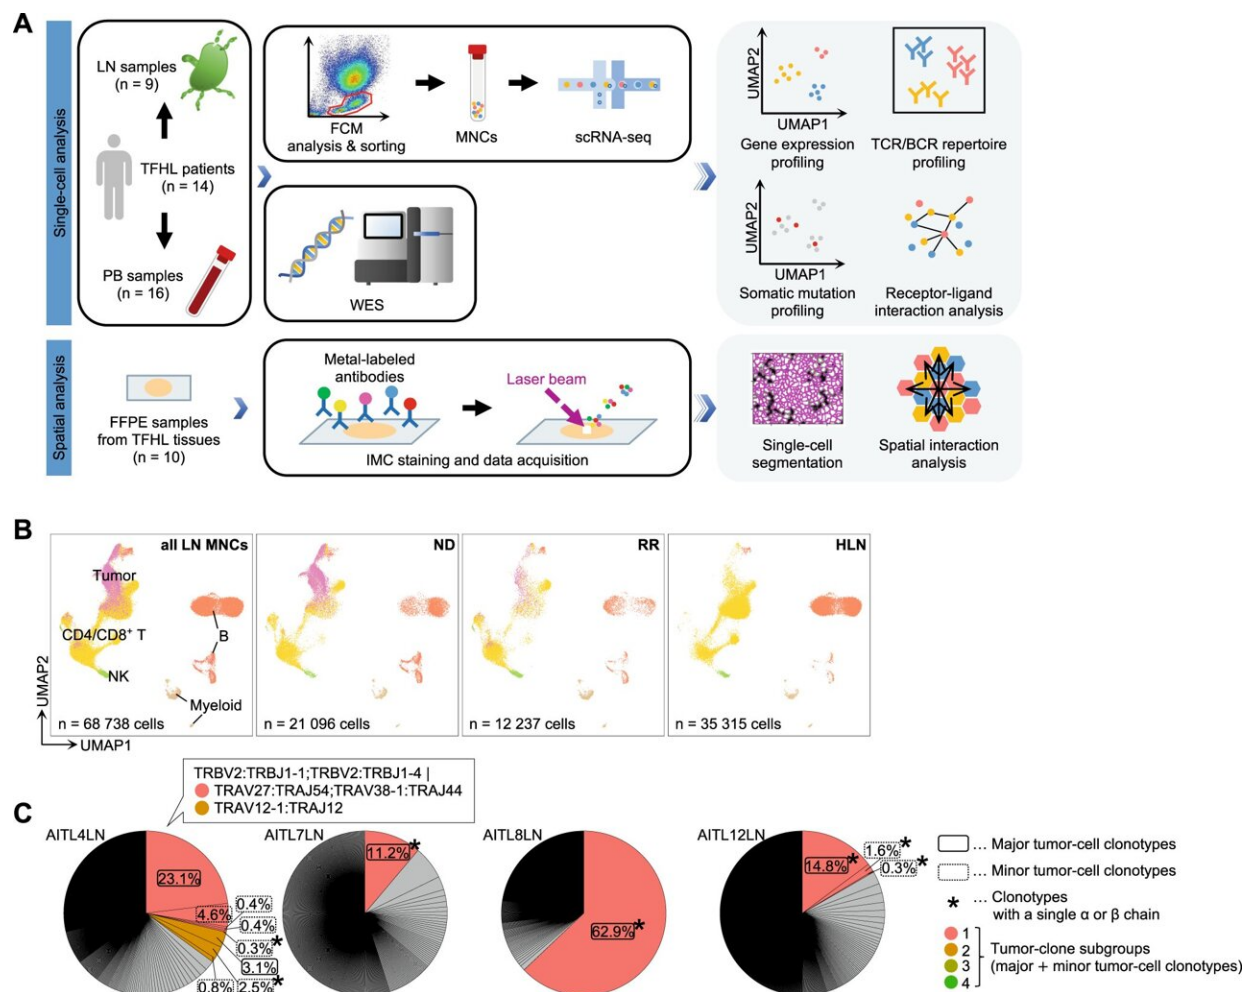 A
Single-cell analysis
LN samples
(n = 9)
TFHL patients
(n = 14)
PB samples
(n = 16)
FCM
analysis & sorting
MNCs
scRNA-seq
WES
UMAP2
UMAP1
Gene expression
profiling
TCR/BCR repertoire
profiling
UMAP2
UMAP1
Somatic mutation
profiling
Receptor-ligand
interaction analysis
Spatial analysis
FFPE samples
from TFHL tissues
(n = 10)
Metal-labeled
antibodies
Laser beam
IMC staining and data acquisition
Single-cell
segmentation
Spatial interaction
analysis
B
all LN MNCs
Tumor
CD4/CD8⁺ T
B
NK
Myeloid
n = 68 738 cells
ND
n = 21 096 cells
RR
n = 12 237 cells
HLN
n = 35 315 cells
UMAP2
UMAP1
TRBV2:TRBJ1-1;TRBV2:TRBJ1-4 |
TRAV27:TRAJ54;TRAV38-1:TRAJ44
TRAV12-1:TRAJ12
C
AITL4LN
23.1%
4.6%
0.4%
0.4%
0.3%*
3.1%
2.5%*
0.8%
AITL7LN
11.2%*
AITL8LN
62.9%*
AITL12LN
14.8%*
1.6%*
0.3%*
... Major tumor-cell clonotypes
... Minor tumor-cell clonotypes
* ... Clonotypes
with a single α or β chain
1
2
3
4
Tumor-clone subgroups
(major + minor tumor-cell clonotypes)